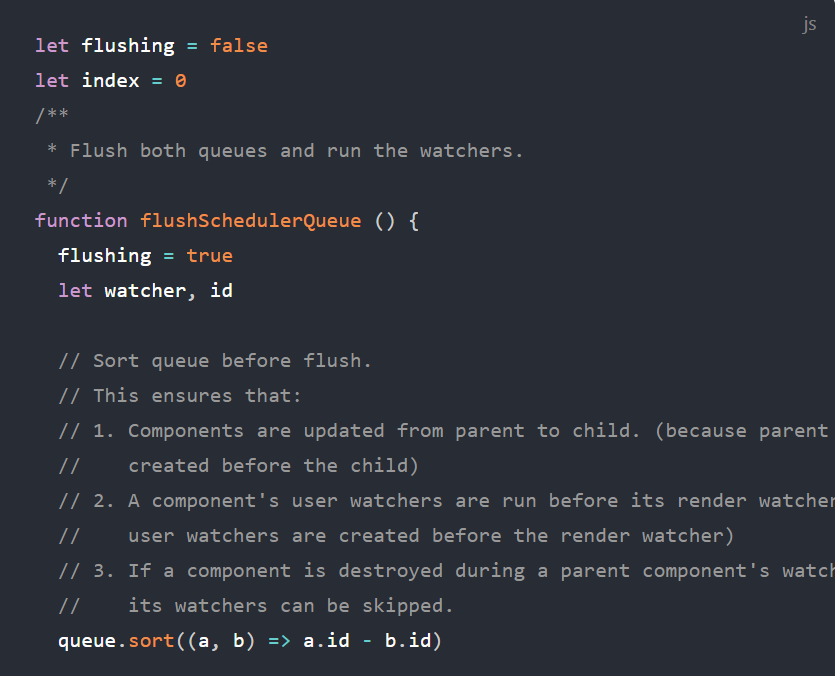 js
let flushing = false
let index = 0
/**
 * Flush both queues and run the watchers.
 */
function flushSchedulerQueue () {
  flushing = true
  let watcher, id
  // Sort queue before flush.
  // This ensures that:
  // 1. Components are updated from parent to child. (because parent
  //    created before the child)
  // 2. A component's user watchers are run before its render watcher
  //    user watchers are created before the render watcher)
  // 3. If a component is destroyed during a parent component's watch
  //    its watchers can be skipped.
  queue.sort((a, b) => a.id - b.id)